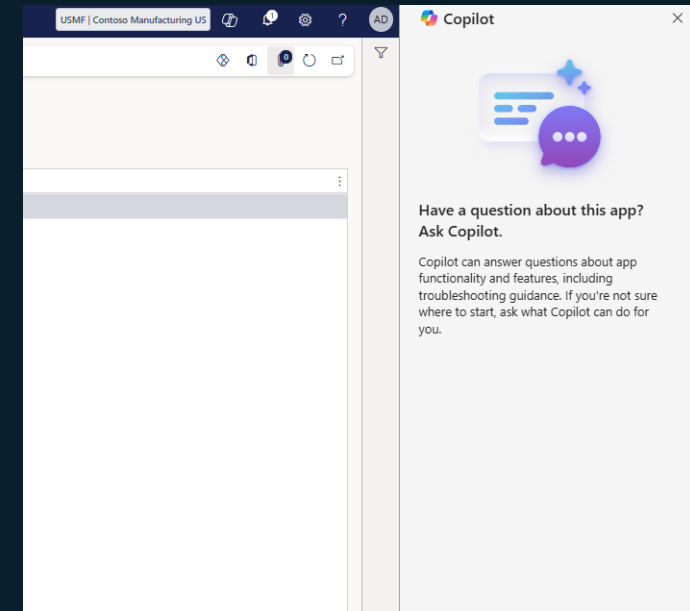 USMF | Contoso Manufacturing US
1
?
AD
Copilot
0
Have a question about this app?
Ask Copilot.
Copilot can answer questions about app
functionality and features, including
troubleshooting guidance. If you're not sure
where to start, ask what Copilot can do for
you.